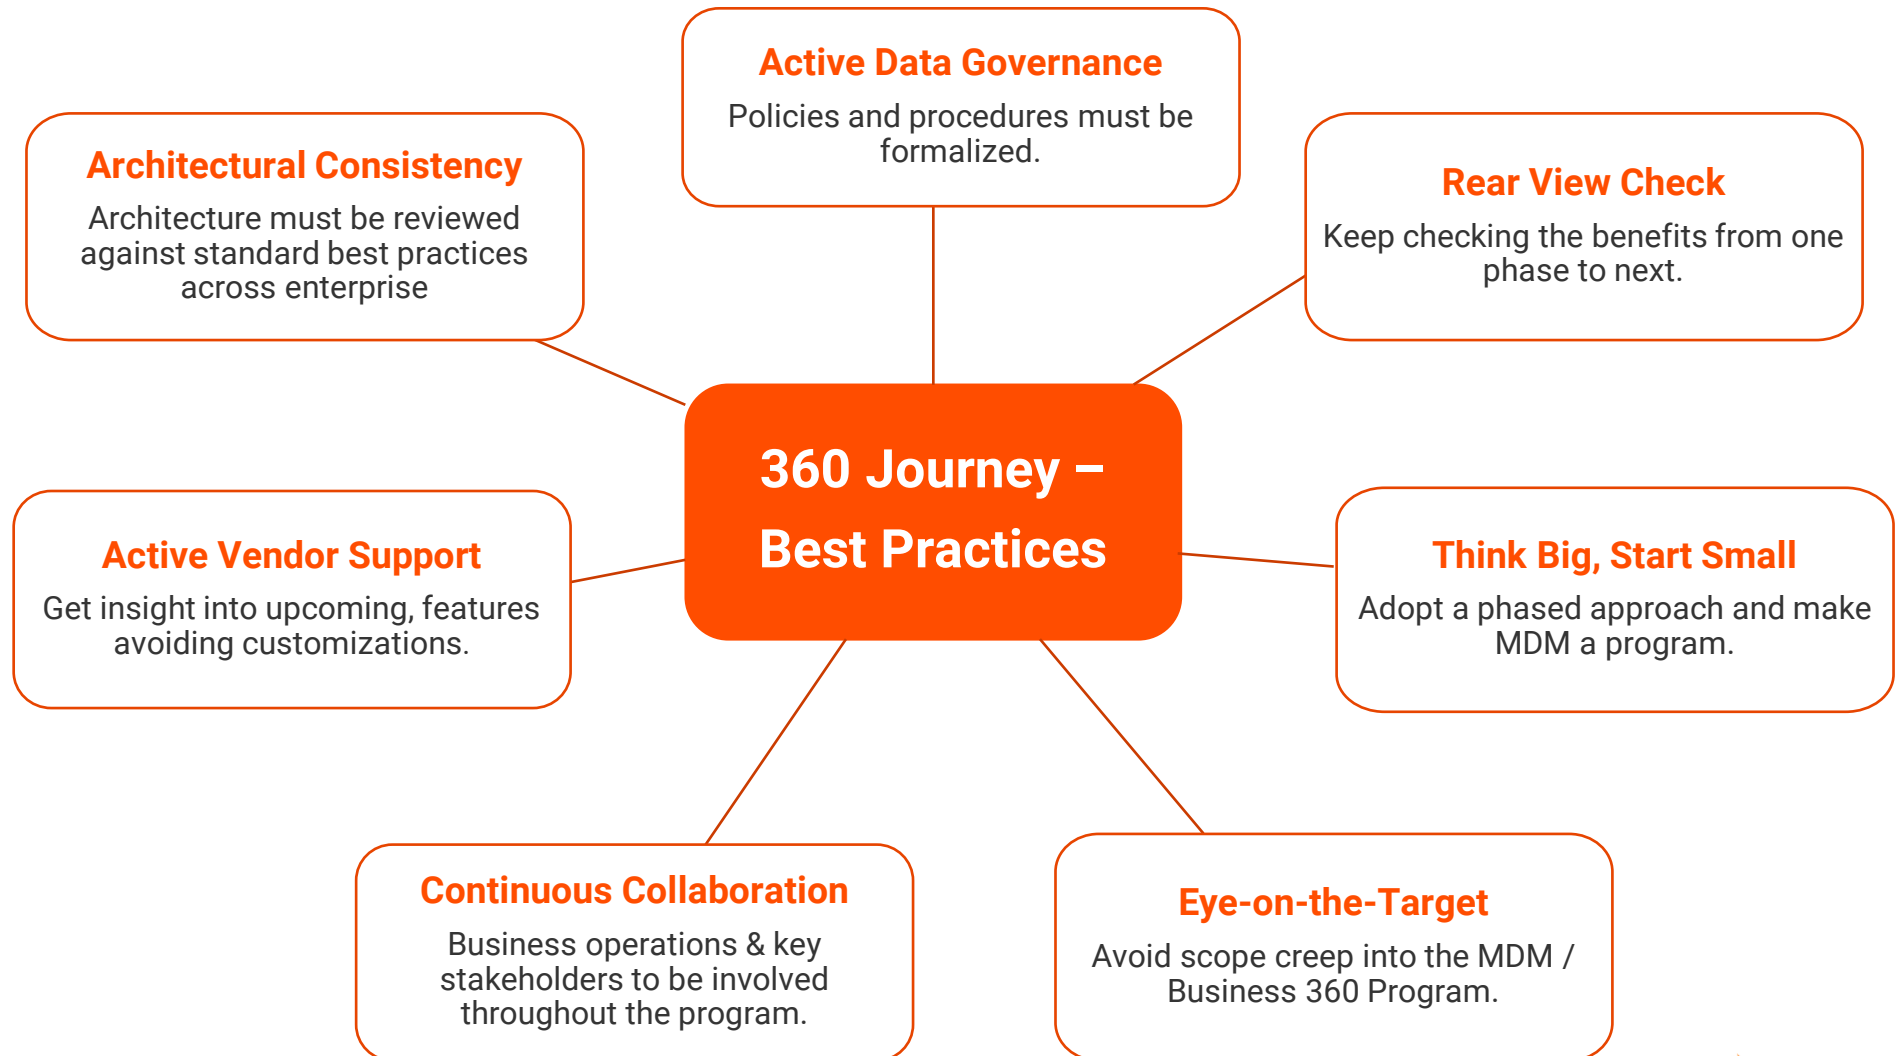 Active Data Governance
Policies and procedures must be
formalized.
Architectural Consistency
Architecture must be reviewed
against standard best practices
across enterprise
Rear View Check
Keep checking the benefits from one
phase to next.
360 Journey –
Best Practices
Active Vendor Support
Get insight into upcoming, features
avoiding customizations.
Think Big, Start Small
Adopt a phased approach and make
MDM a program.
Continuous Collaboration
Business operations & key
stakeholders to be involved
throughout the program.
Eye-on-the-Target
Avoid scope creep into the MDM /
Business 360 Program.